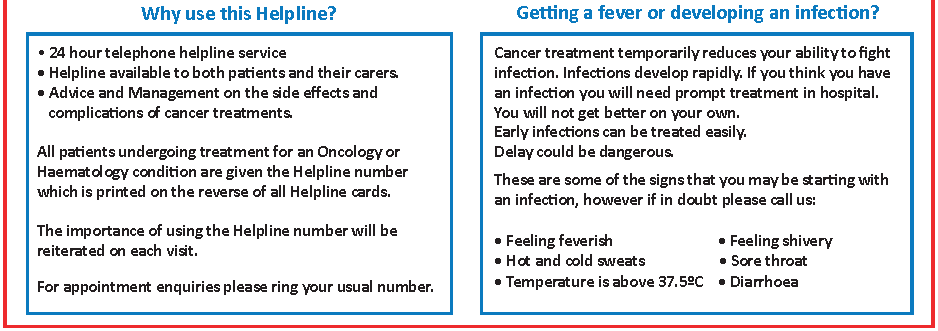 Why use this Helpline?
• 24 hour telephone helpline service
• Helpline available to both patients and their carers.
• Advice and Management on the side effects and
complications of cancer treatments.
All patients undergoing treatment for an Oncology or
Haematology condition are given the Helpline number
which is printed on the reverse of all Helpline cards.
The importance of using the Helpline number will be
reiterated on each visit.
For appointment enquiries please ring your usual number.
Getting a fever or developing an infection?
Cancer treatment temporarily reduces your ability to fight
infection. Infections develop rapidly. If you think you have
an infection you will need prompt treatment in hospital.
You will not get better on your own.
Early infections can be treated easily.
Delay could be dangerous.
These are some of the signs that you may be starting with
an infection, however if in doubt please call us:
• Feeling feverish
• Hot and cold sweats
• Temperature is above 37.5ºC
• Feeling shivery
• Sore throat
• Diarrhoea